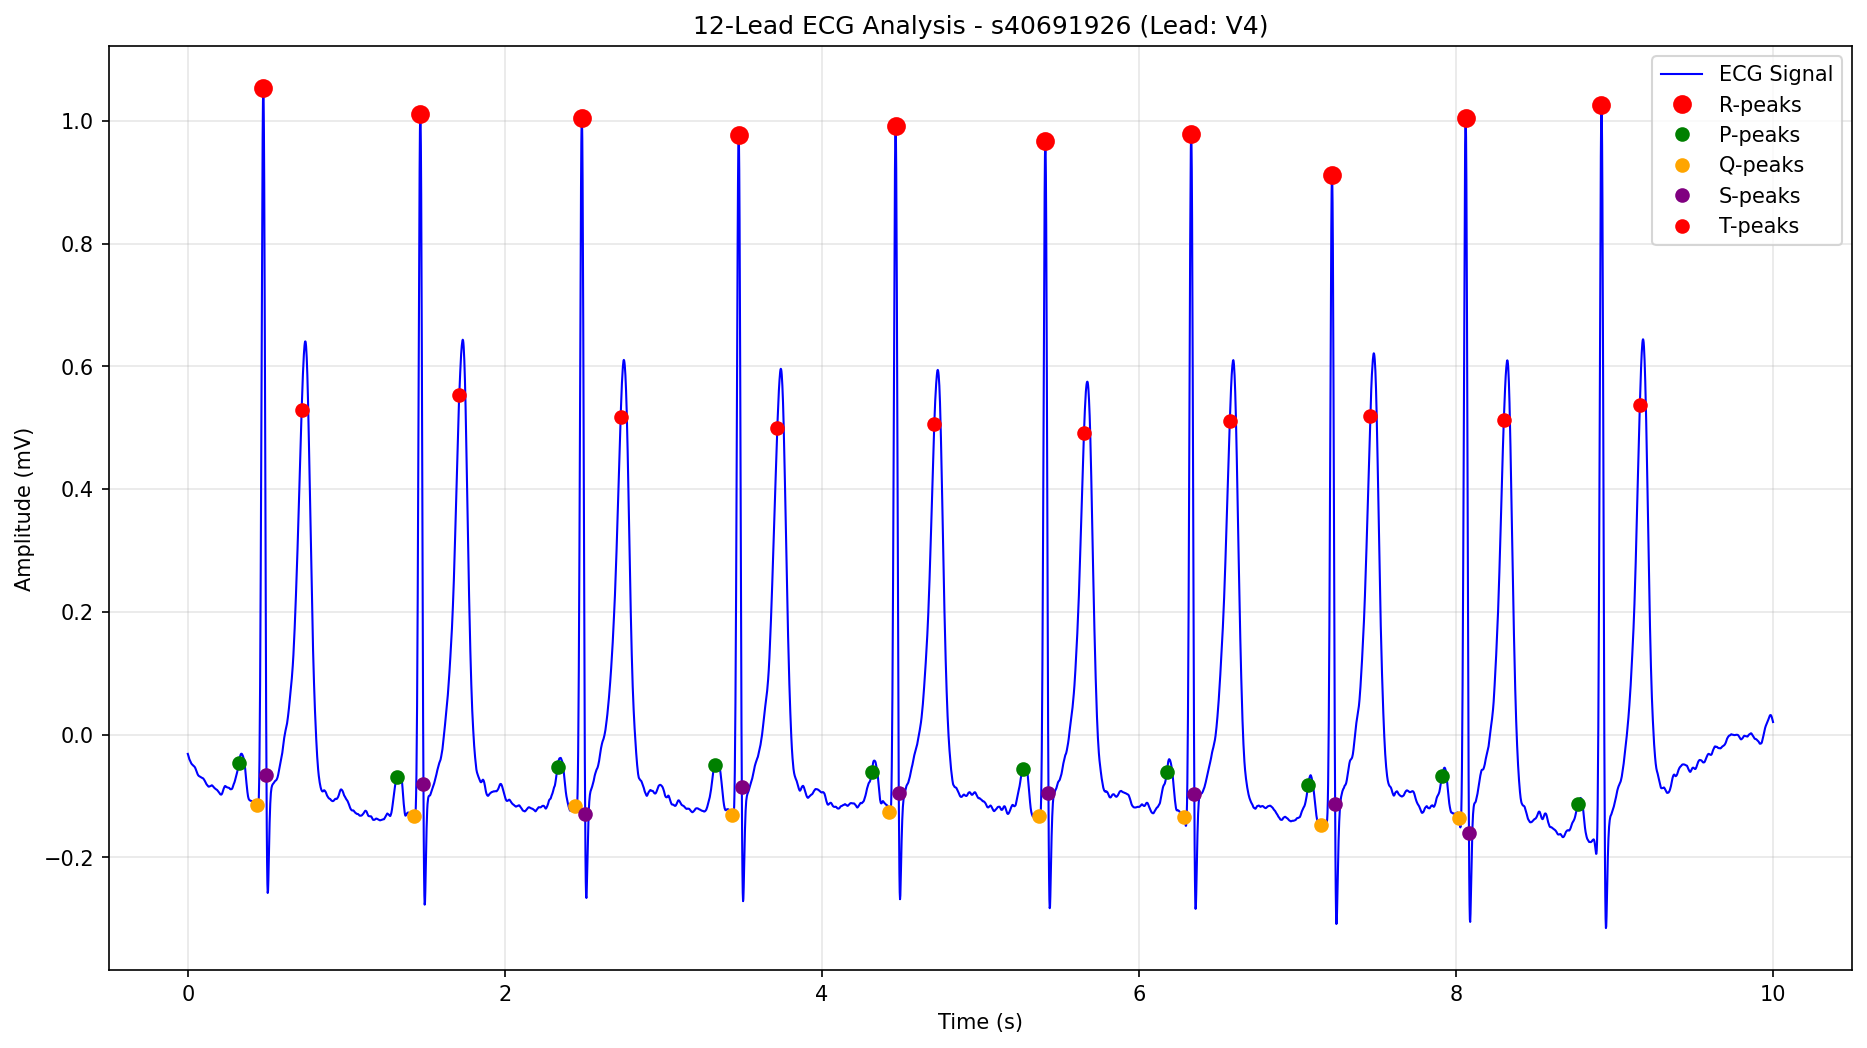 12-Lead ECG Analysis - s40691926 (Lead: V4)
ECG Signal
R-peaks
P-peaks
Q-peaks
S-peaks
T-peaks
Amplitude (mV)
1.0
0.8
0.6
0.4
0.2
0.0
−0.2
0 2 4 6 8 10
Time (s)